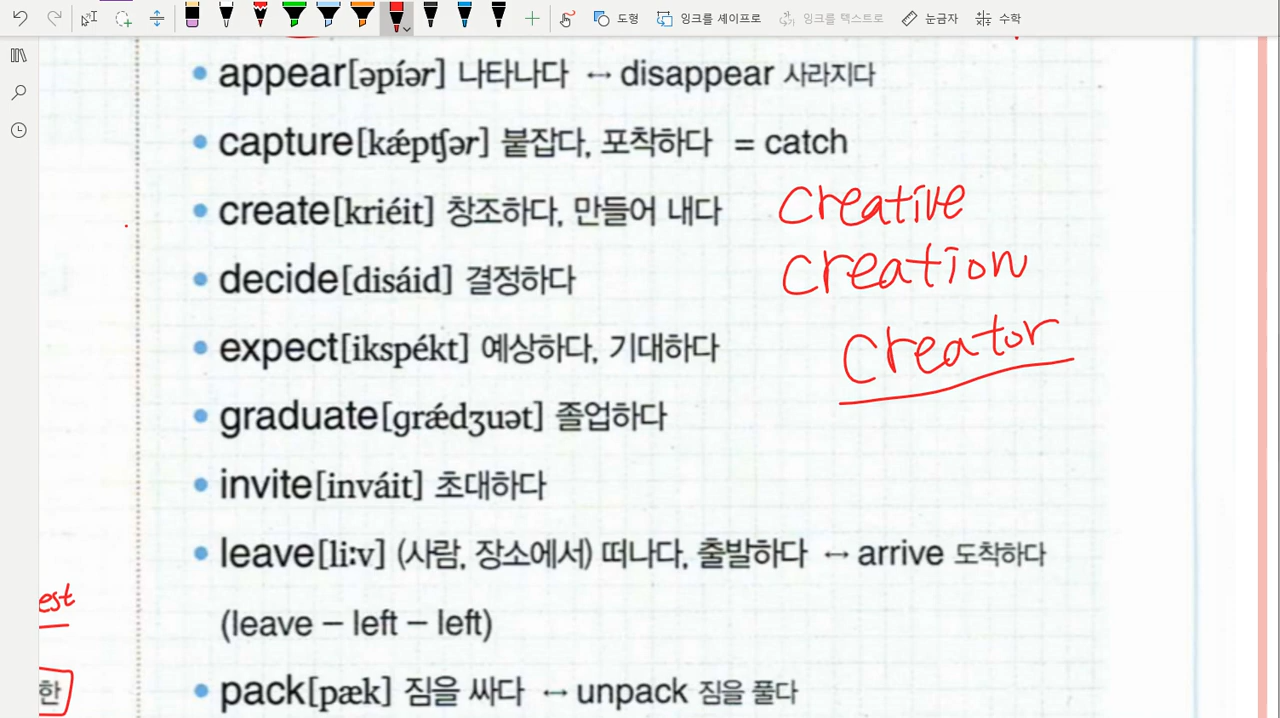 도형 잉크를 셰이프로 잉크를 텍스트로 눈금자 수학
appear[əpíər] 나타나다 ↔ disappear 사라지다
capture[kǽptʃər] 붙잡다, 포착하다 = catch
create[kriéit] 창조하다, 만들어 내다 creative
creation
decide[disáid] 결정하다
expect[ikspékt] 예상하다, 기대하다 creator
graduate[grǽdʒuət] 졸업하다
invite[inváit] 초대하다
leave[li:v] (사람, 장소에서) 떠나다, 출발하다 ↔ arrive 도착하다
est
(leave – left – left)
한
pack[pæk] 짐을 싸다 ↔ unpack 짐을 풀다